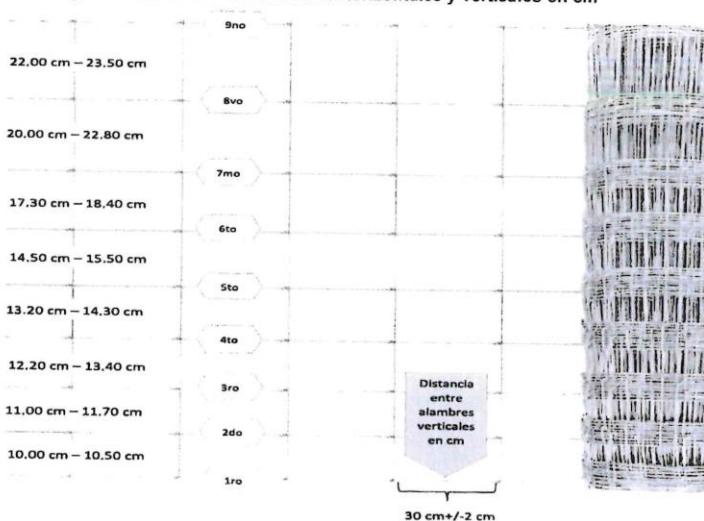 9no
22.00 cm – 23.50 cm
8vo
20.00 cm – 22.80 cm
7mo
17.30 cm – 18.40 cm
6to
14.50 cm – 15.50 cm
5to
13.20 cm – 14.30 cm
4to
12.20 cm – 13.40 cm
3ro
11.00 cm – 11.70 cm
2do
10.00 cm – 10.50 cm
1ro
Distancia
entre
alambres
verticales
en cm
30 cm+/-2 cm